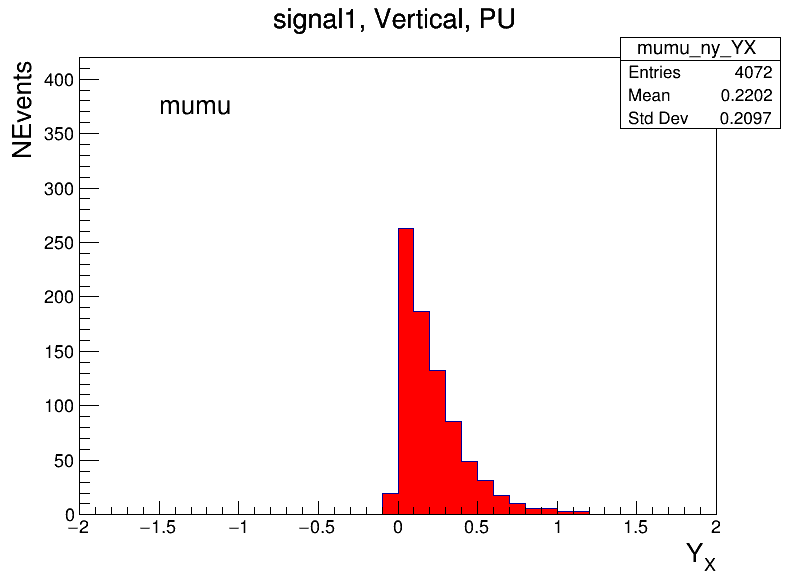 signal1, Vertical, PU
mumu_ny_YX
Entries 4072
Mean 0.2202
Std Dev 0.2097
NEvents
mumu
400
350
300
250
200
150
100
50
0
−2 −1.5 −1 −0.5 0 0.5 1 1.5 2
Y_X